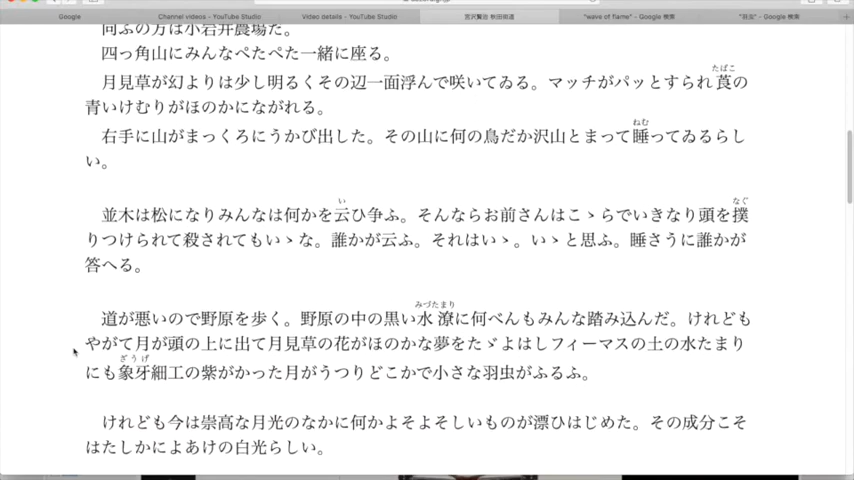 Google
Channel videos - YouTube Studio
Video details - YouTube Studio
宮沢賢治 秋田街道
"wave of flame" - Google 検索
"羽虫" - Google 検索
向ふの方は小岩井農場だ。
四っ角山にみんなぺたぺた一緒に座る。
たばこ
月見草が幻よりは少し明るくその辺一面浮んで咲いてゐる。マッチがパッとすられ莨の
青いけむりがほのかにながれる。
ねむ
右手に山がまっくろにうかび出した。その山に何の鳥だか沢山とまって睡ってゐるらし
い。
い
なぐ
並木は松になりみんなは何かを云ひ争ふ。そんならお前さんはこゝらでいきなり頭を撲
りつけられて殺されてもいゝな。誰かが云ふ。それはいゝ。いゝと思ふ。睡さうに誰かが
答へる。
みづたまり
道が悪いので野原を歩く。野原の中の黒い水潦に何べんもみんな踏み込んだ。けれども
やがて月が頭の上に出て月見草の花がほのかな夢をたゞよはしフィーマスの土の水たまり
ざうげ
にも象牙細工の紫がかった月がうつりどこかで小さな羽虫がふるふ。
けれども今は崇高な月光のなかに何かよそよそしいものが漂ひはじめた。その成分こそ
はたしかによあけの白光らしい。